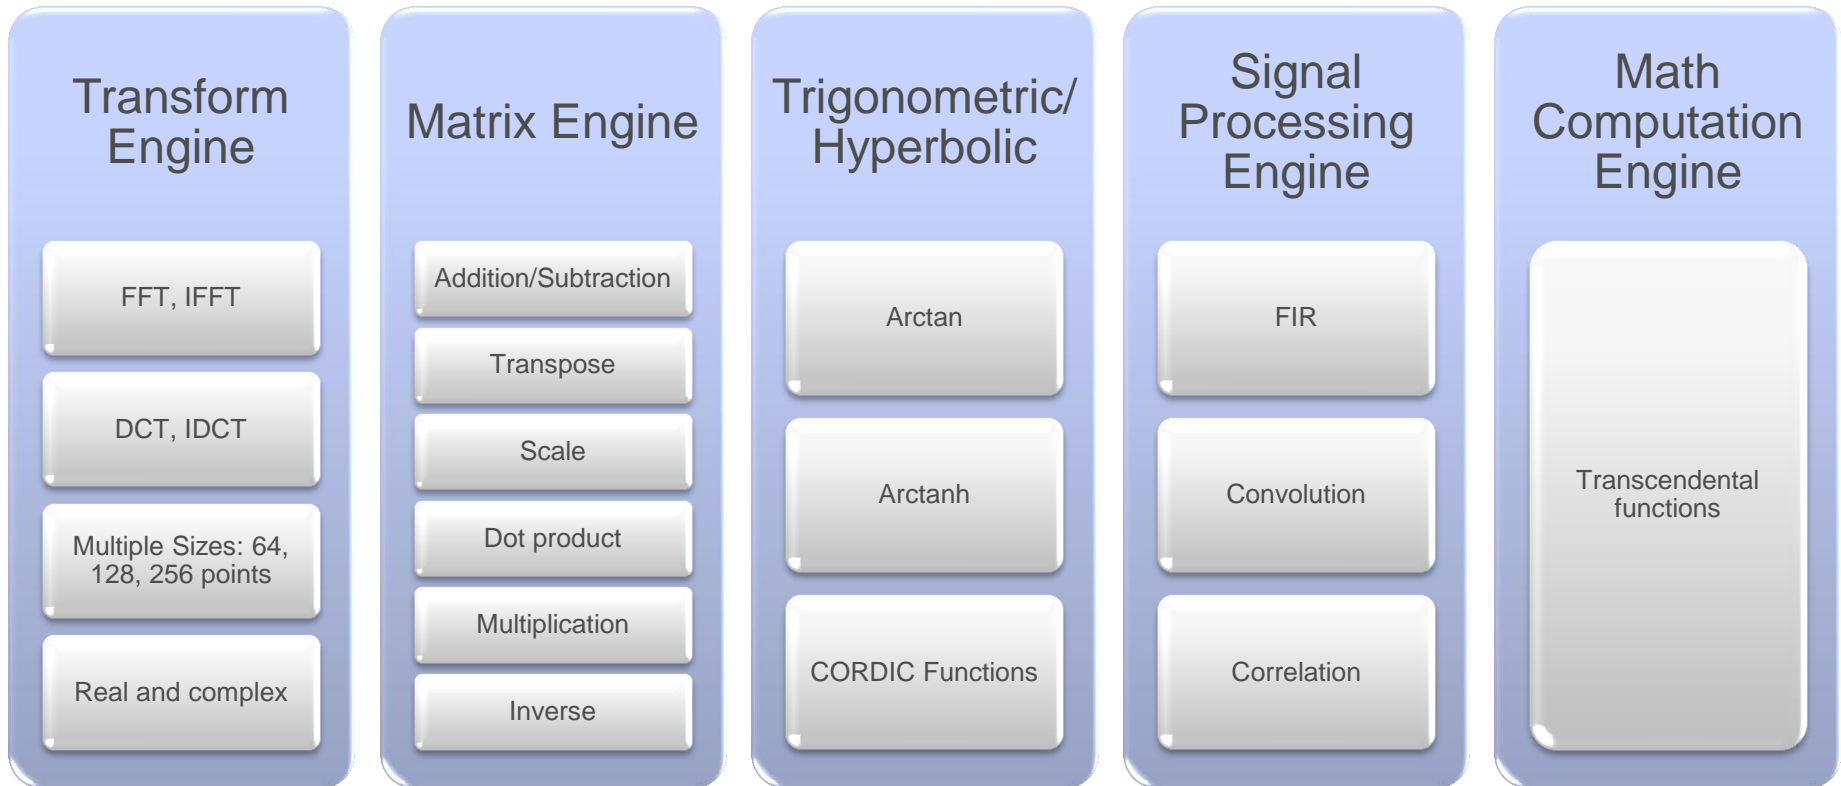 Transform
Engine
FFT, IFFT
DCT, IDCT
Multiple Sizes: 64,
128, 256 points
Real and complex
Matrix Engine
Addition/Subtraction
Transpose
Scale
Dot product
Multiplication
Inverse
Trigonometric/
Hyperbolic
Arctan
Arctanh
CORDIC Functions
Signal
Processing
Engine
FIR
Convolution
Correlation
Math
Computation
Engine
Transcendental
functions